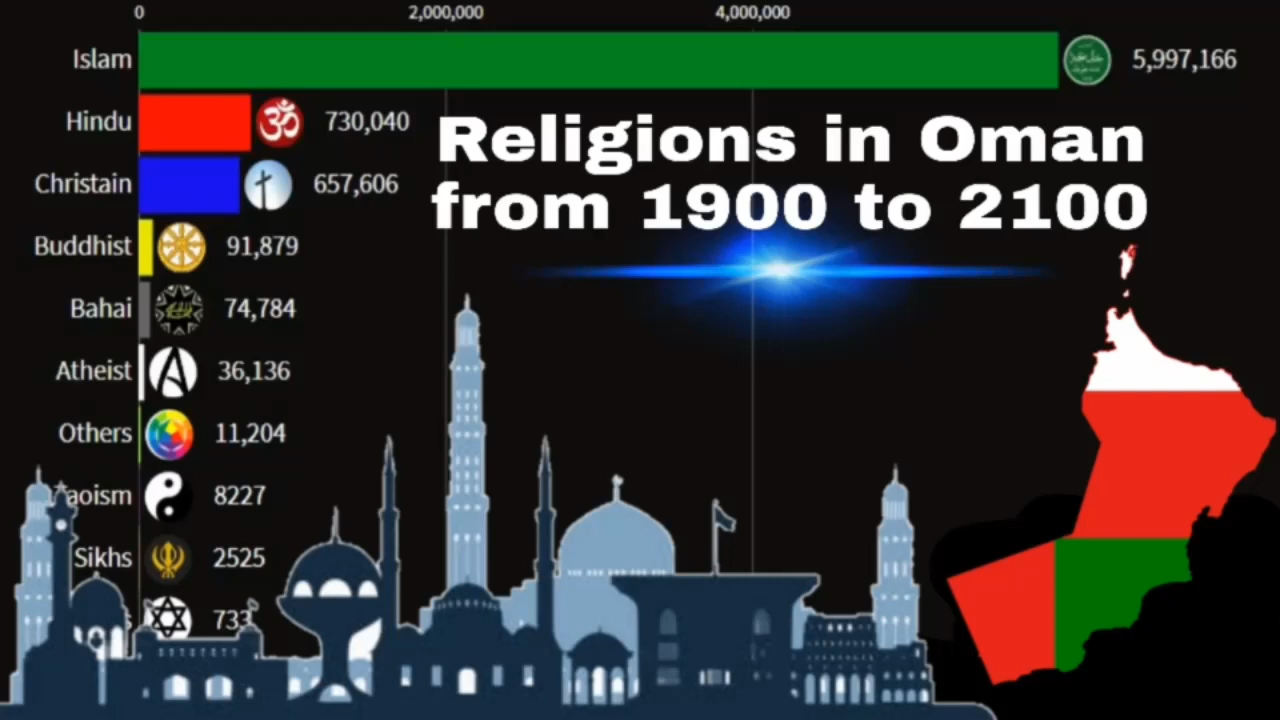 0 2,000,000 4,000,000
Islam 5,997,166
Hindu 730,040
Religions in Oman
from 1900 to 2100
Christain 657,606
Buddhist 91,879
Bahai 74,784
Atheist 36,136
Others 11,204
aoism 8227
Sikhs 2525
733